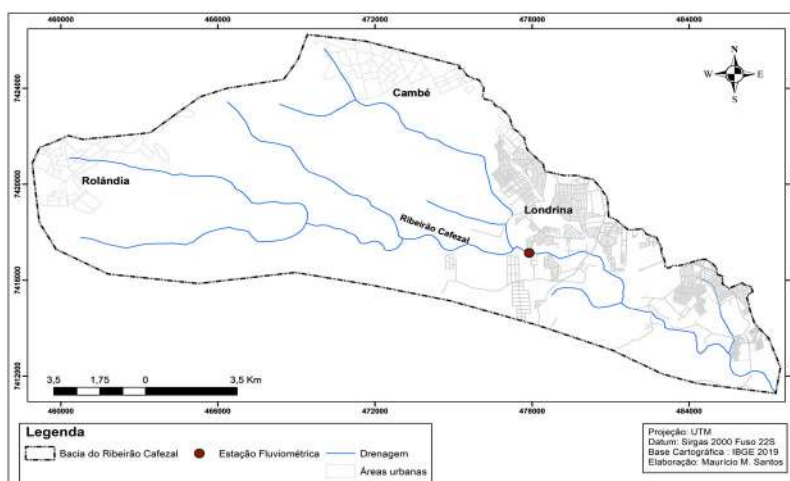 460000 466000 472000 478000 484000
N
W E
S
7424000
Cambé
Rolândia
7420000
Londrina
Ribeirão Cafezal
7416000
7412000
3,5 1,75 0 3,5 Km
460000 466000 472000 478000 484000
Legenda
Bacia do Ribeirão Cafezal
Estação Fluviométrica
Drenagem
Áreas urbanas
Projeção: UTM
Datum: Sirgas 2000 Fuso 22S
Base Cartográfica : IBGE 2019
Elaboração: Maurício M. Santos